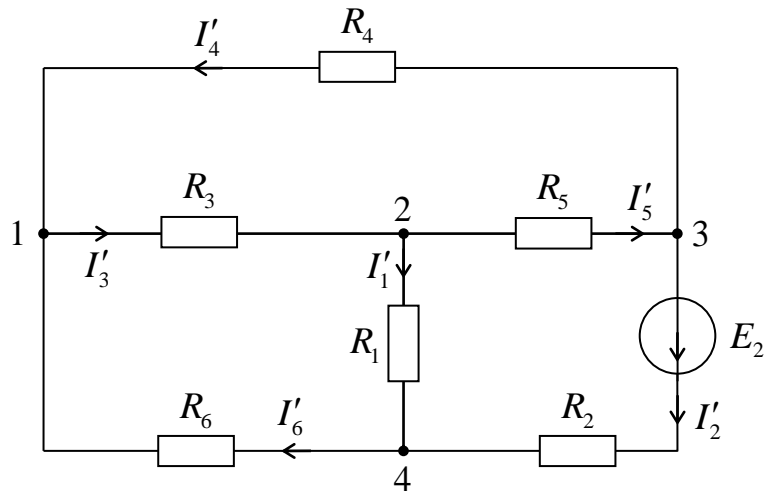 R₄
I′₄
R₃
2
R₅
I′₅
1
3
I′₃
I′₁
R₁
E₂
R₆
I′₆
R₂
I′₂
4